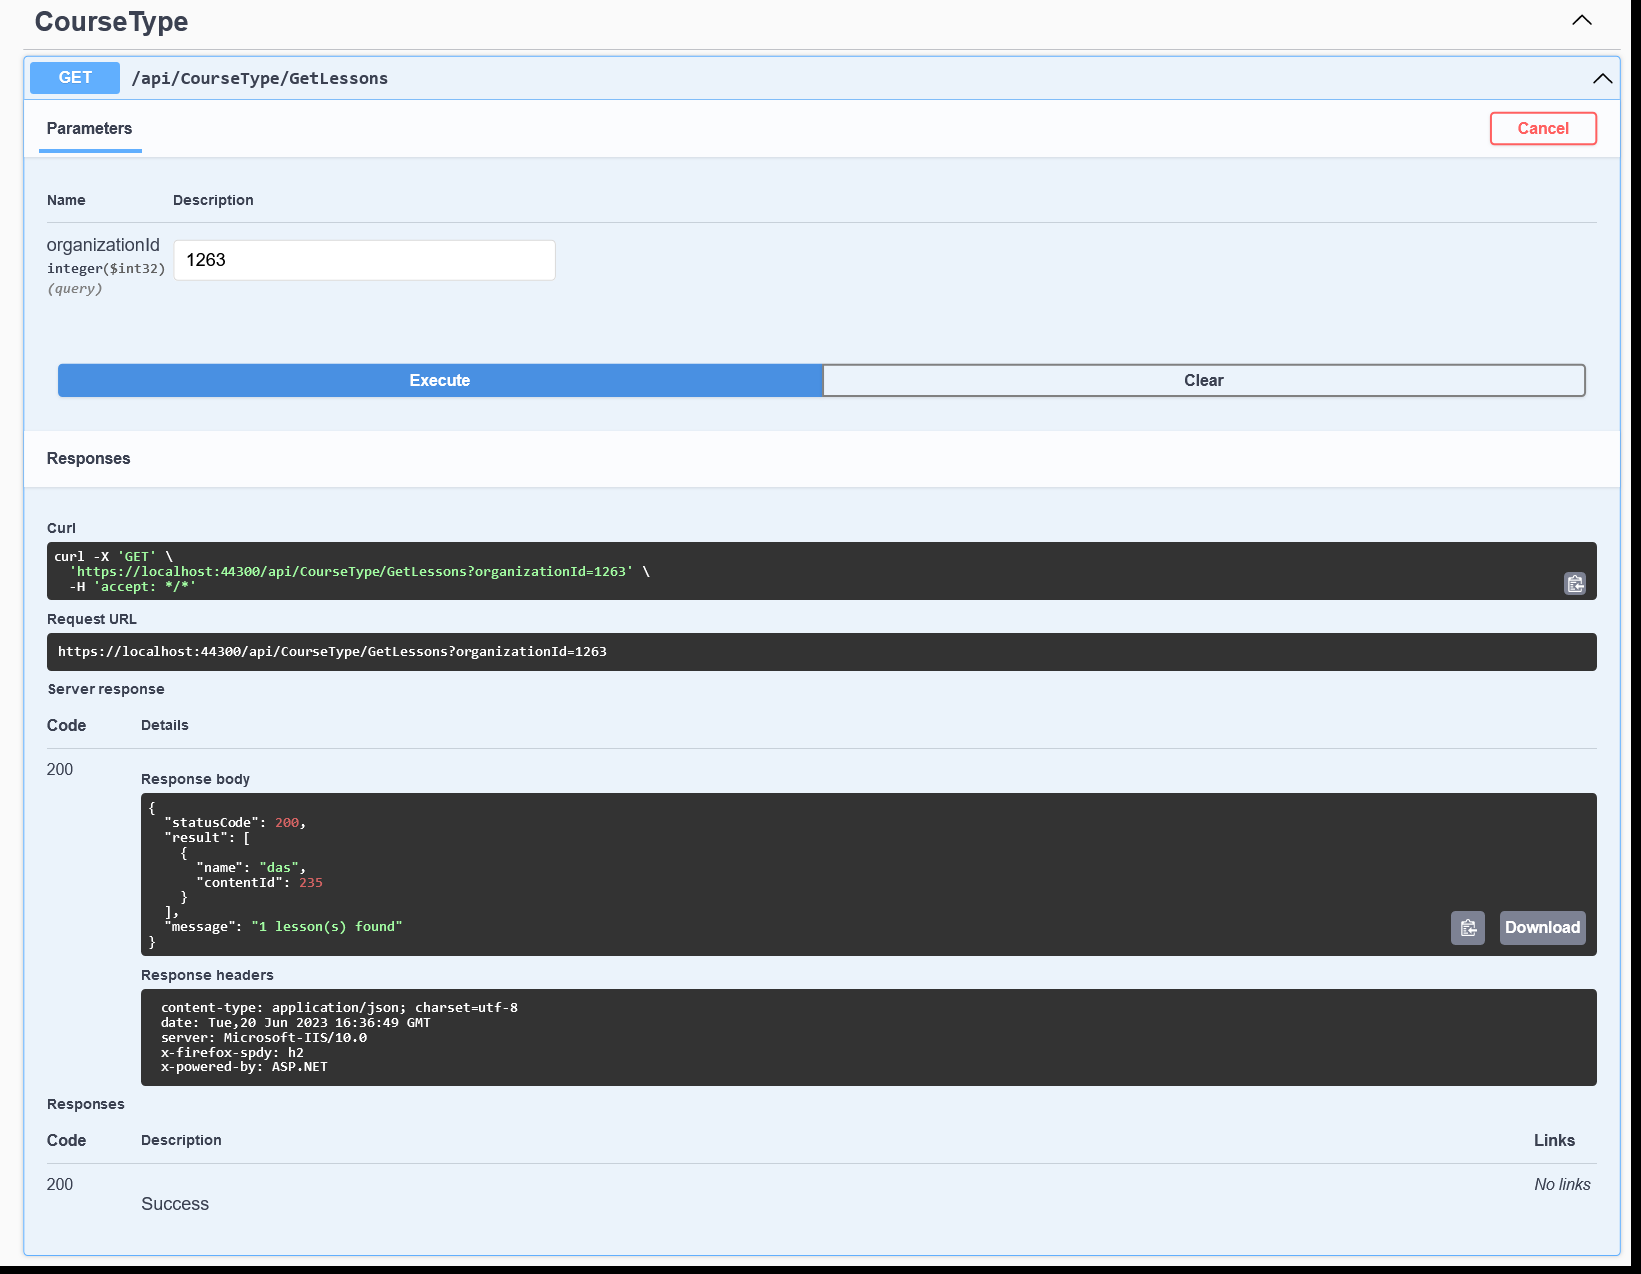 CourseType
GET /api/CourseType/GetLessons
Parameters
Cancel
Name Description
organizationId
integer($int32)
(query)
1263
Execute Clear
Responses
Curl
curl -X 'GET' \
'https://localhost:44300/api/CourseType/GetLessons?organizationId=1263' \
-H 'accept: */*'
Request URL
https://localhost:44300/api/CourseType/GetLessons?organizationId=1263
Server response
Code Details
200
Response body
{
"statusCode": 200,
"result": [
{
"name": "das",
"contentId": 235
}
],
"message": "1 lesson(s) found"
}
Download
Response headers
content-type: application/json; charset=utf-8
date: Tue,20 Jun 2023 16:36:49 GMT
server: Microsoft-IIS/10.0
x-firefox-spdy: h2
x-powered-by: ASP.NET
Responses
Code Description Links
200
Success
No links